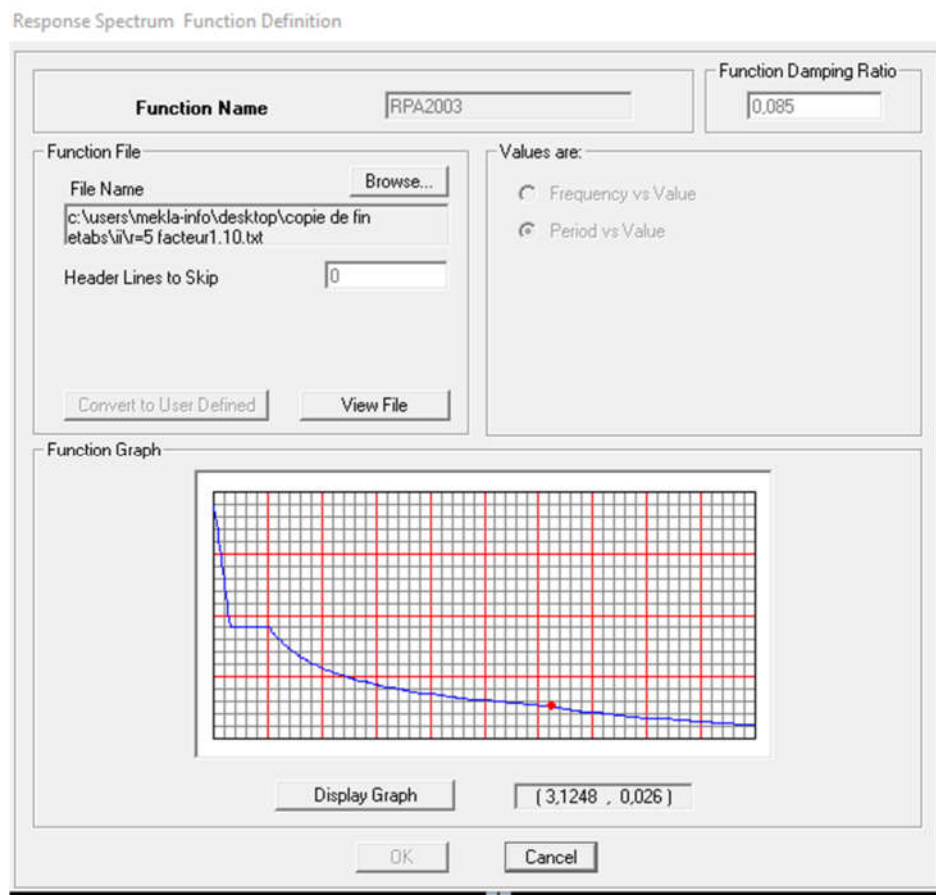 Response Spectrum Function Definition
Function Damping Ratio
Function Name
RPA2003
0,085
Function File
Values are:
File Name
Browse...
Frequency vs Value
c:\users\mekla-info\desktop\copie de fin
etabs\ii\r=5 facteur1.10.txt
Period vs Value
Header Lines to Skip
0
Convert to User Defined
View File
Function Graph
Display Graph
( 3,1248 , 0,026 )
OK
Cancel